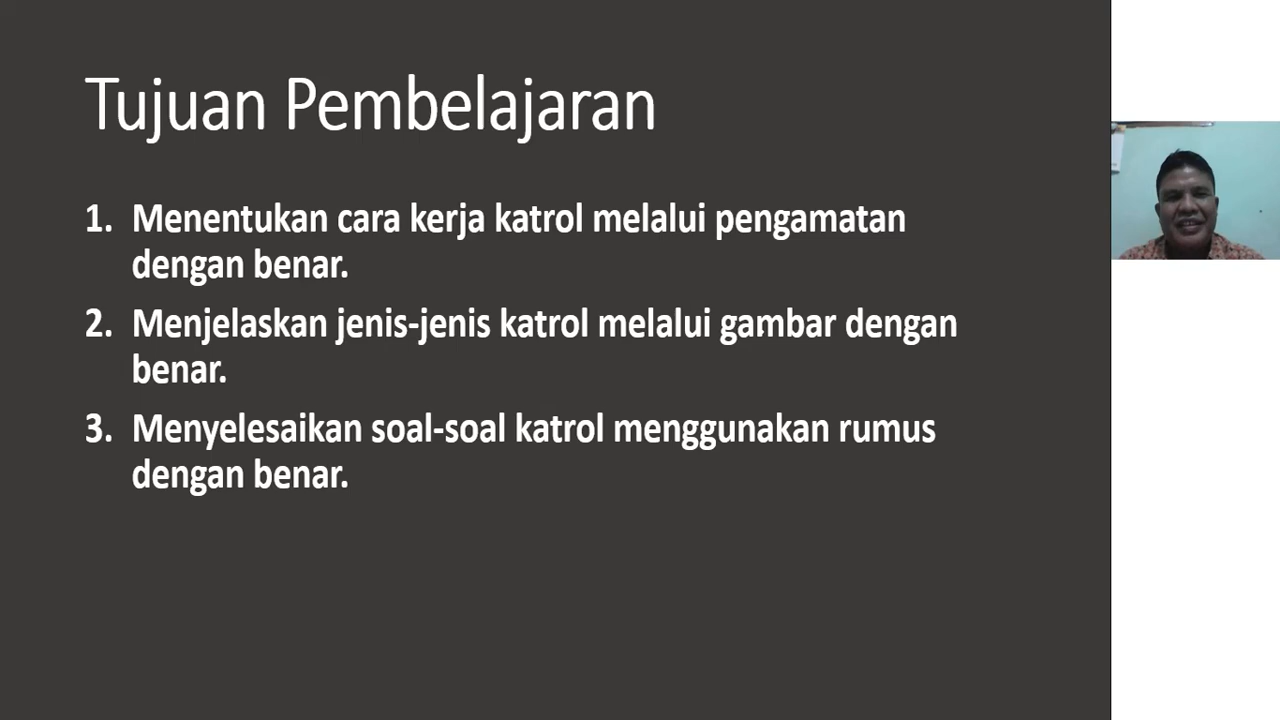 Tujuan Pembelajaran
1. Menentukan cara kerja katrol melalui pengamatan
dengan benar.
2. Menjelaskan jenis-jenis katrol melalui gambar dengan
benar.
3. Menyelesaikan soal-soal katrol menggunakan rumus
dengan benar.